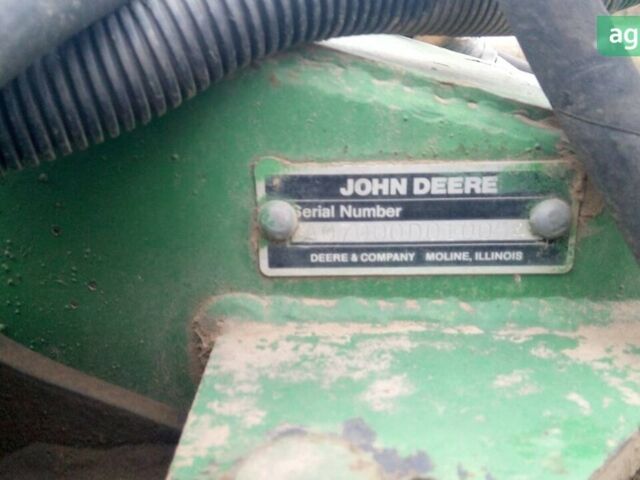 ag
JOHN DEERE
Serial Number
DEERE & COMPANY MOLINE, ILLINOIS